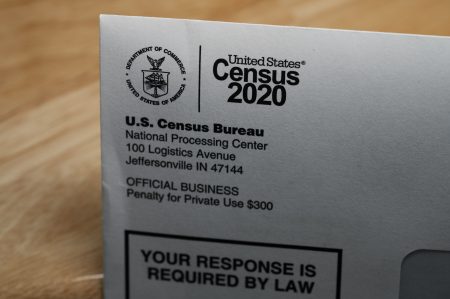 DEPARTMENT OF COMMERCE
UNITED STATES OF AMERICA
United States®
Census
2020
U.S. Census Bureau
National Processing Center
100 Logistics Avenue
Jeffersonville IN 47144
OFFICIAL BUSINESS
Penalty for Private Use $300
YOUR RESPONSE IS
REQUIRED BY LAW